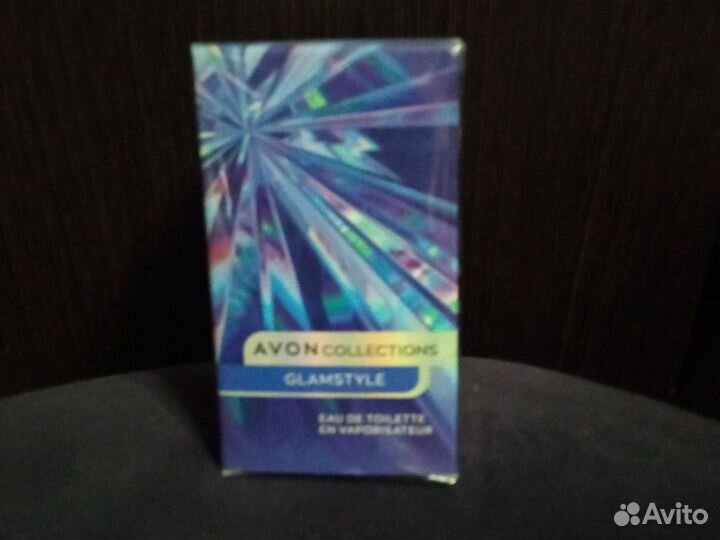 AVON COLLECTIONS
GLAMSTYLE
EAU DE TOILETTE
EN VAPORISATEUR
Avito